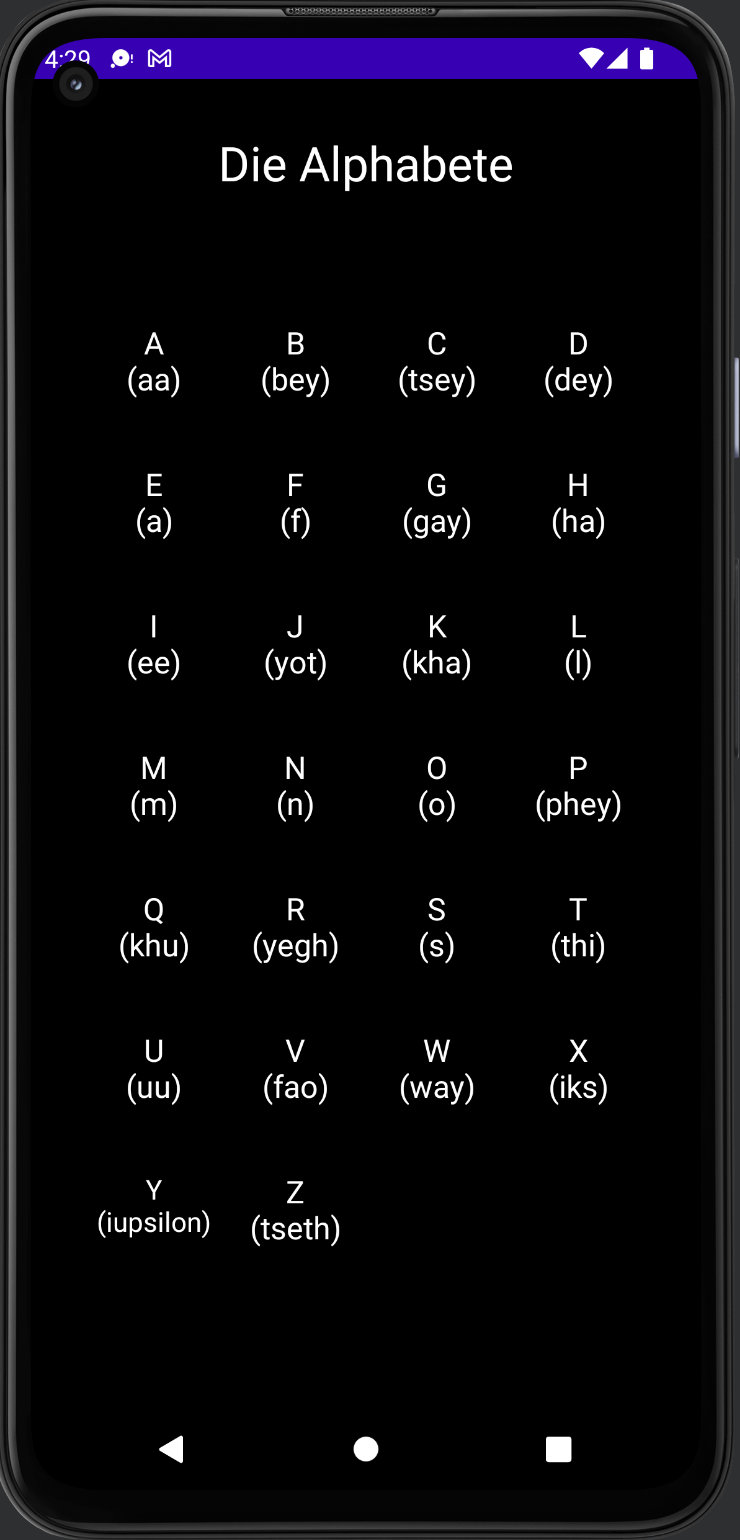 4:29
Die Alphabete
A B C D
(aa) (bey) (tsey) (dey)
E F G H
(a) (f) (gay) (ha)
I J K L
(ee) (yot) (kha) (l)
M N O P
(m) (n) (o) (phey)
Q R S T
(khu) (yegh) (s) (thi)
U V W X
(uu) (fao) (way) (iks)
Y Z
(iupsilon) (tseth)